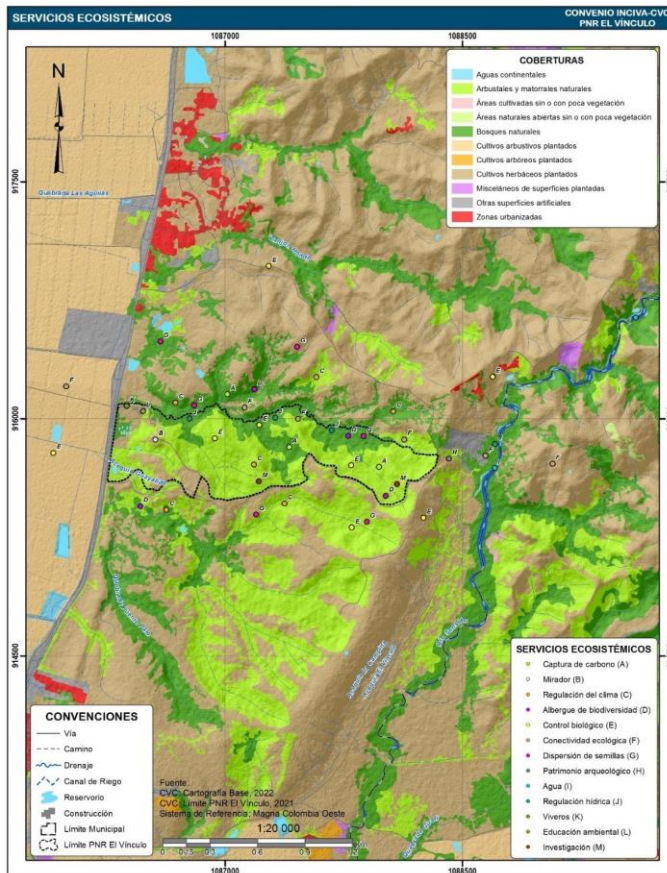 SERVICIOS ECOSISTÉMICOS
CONVENIO INCIVA-CVC
PNR EL VÍNCULO
1087000
1088500
N
COBERTURAS
Aguas continentales
Arbustales y matorrales naturales
Áreas cultivadas sin o con poca vegetación
Áreas naturales abiertas sin o con poca vegetación
Bosques naturales
Cultivos arbustivos plantados
Cultivos arbóreos plantados
Cultivos herbáceos plantados
Misceláneos de superficies plantadas
Otras superficies artificiales
Zonas urbanizadas
917500
917500
916000
916000
914500
914500
SERVICIOS ECOSISTÉMICOS
Captura de carbono (A)
Mirador (B)
Regulación del clima (C)
Albergue de biodiversidad (D)
Control biológico (E)
Conectividad ecológica (F)
Dispersión de semillas (G)
Patrimonio arqueológico (H)
Agua (I)
Regulación hídrica (J)
Viveros (K)
Educación ambiental (L)
Investigación (M)
CONVENCIONES
Vía
Camino
Drenaje
Canal de Riego
Reservorio
Construcción
Límite Municipal
Límite PNR El Vínculo
Fuente:
CVC: Cartografía Base, 2022
CVC: Límite PNR El Vínculo, 2021
Sistema de Referencia: Magna Colombia Oeste
1:20 000
1087000
1088500